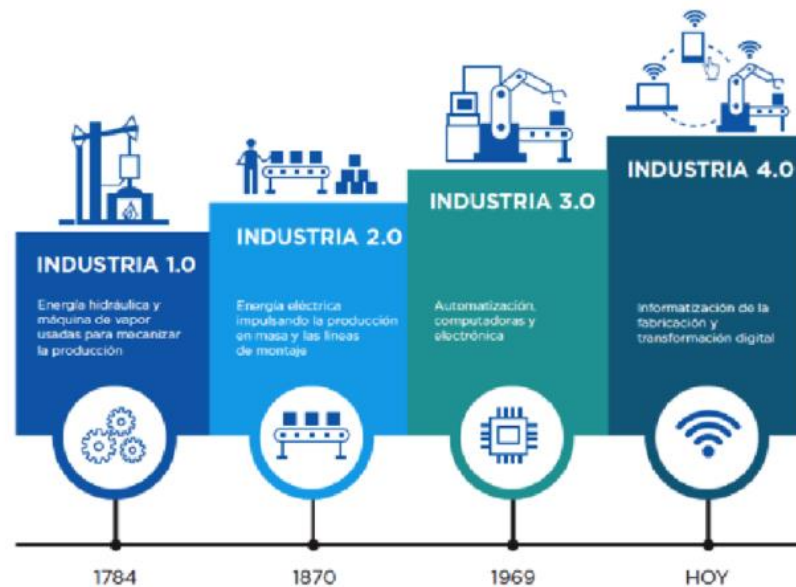 INDUSTRIA 1.0
Energía hidráulica y
máquina de vapor
usadas para mecanizar
la producción
INDUSTRIA 2.0
Energía eléctrica
impulsando la producción
en masa y las líneas
de montaje
INDUSTRIA 3.0
Automatización,
computadoras y
electrónica
INDUSTRIA 4.0
Informatización de la
fabricación y
transformación digital
1784
1870
1969
HOY